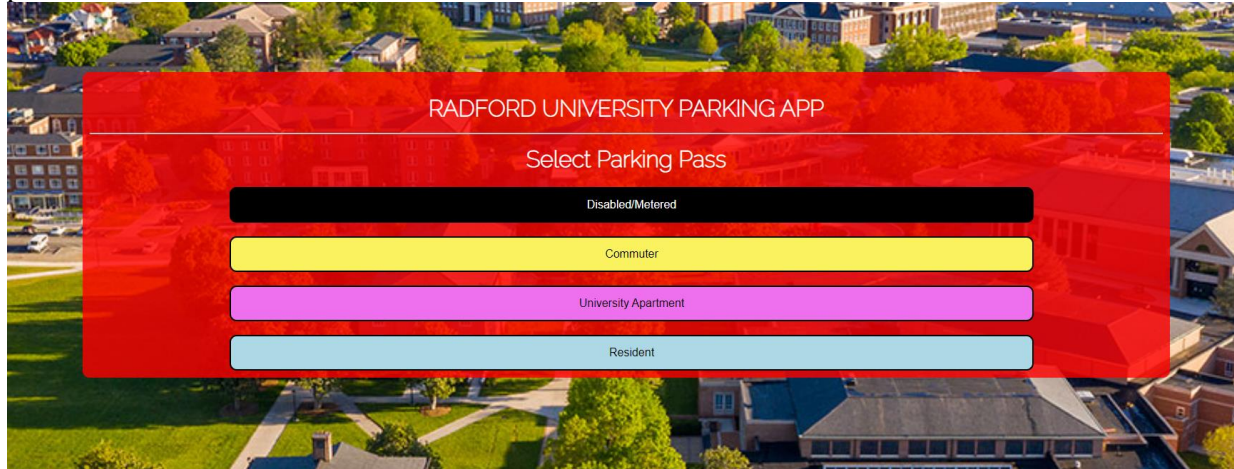 RADFORD UNIVERSITY PARKING APP
Select Parking Pass
Disabled/Metered
Commuter
University Apartment
Resident